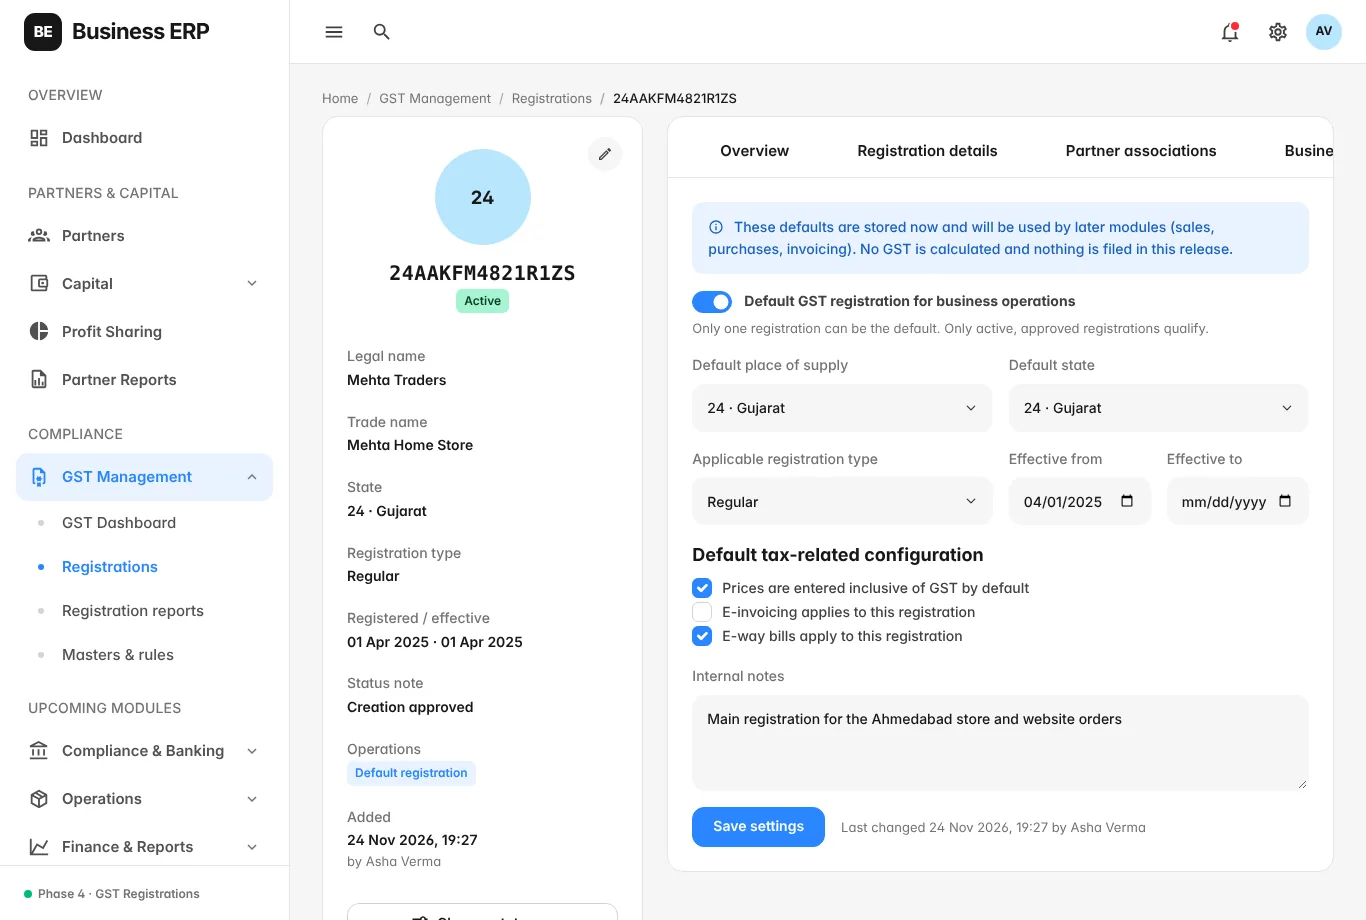 BE
Business ERP
AV
OVERVIEW
Dashboard
PARTNERS & CAPITAL
Partners
Capital
Profit Sharing
Partner Reports
COMPLIANCE
GST Management
GST Dashboard
Registrations
Registration reports
Masters & rules
UPCOMING MODULES
Compliance & Banking
Operations
Finance & Reports
Phase 4 · GST Registrations
Home / GST Management / Registrations / 24AAKFM4821R1ZS
24
24AAKFM4821R1ZS
Active
Legal name
Mehta Traders
Trade name
Mehta Home Store
State
24 · Gujarat
Registration type
Regular
Registered / effective
01 Apr 2025 · 01 Apr 2025
Status note
Creation approved
Operations
Default registration
Added
24 Nov 2026, 19:27
by Asha Verma
Overview Registration details Partner associations Busine
These defaults are stored now and will be used by later modules (sales,
purchases, invoicing). No GST is calculated and nothing is filed in this release.
Default GST registration for business operations
Only one registration can be the default. Only active, approved registrations qualify.
Default place of supply Default state
24 · Gujarat 24 · Gujarat
Applicable registration type Effective from Effective to
Regular 04/01/2025 mm/dd/yyyy
Default tax-related configuration
Prices are entered inclusive of GST by default
E-invoicing applies to this registration
E-way bills apply to this registration
Internal notes
Main registration for the Ahmedabad store and website orders
Save settings Last changed 24 Nov 2026, 19:27 by Asha Verma